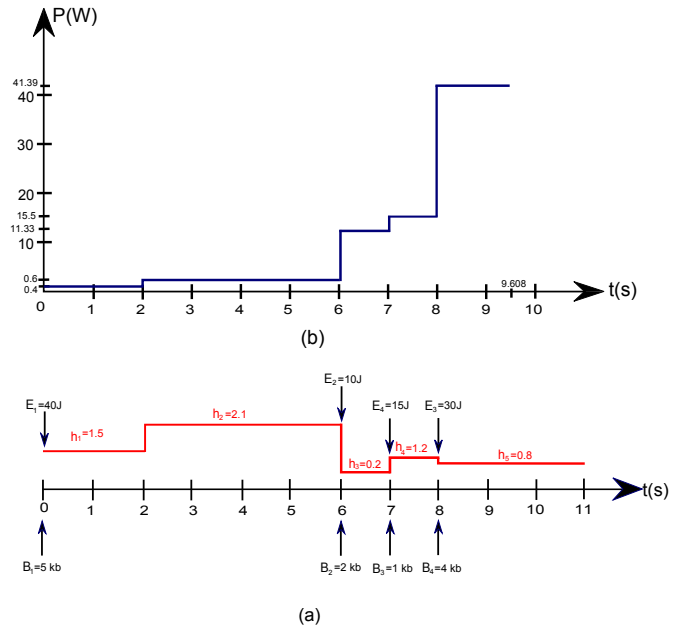 P(W)
41.39
40
30
20
15.5
11.33
10
0.6
0.4
0 1 2 3 4 5 6 7 8 9 10
9.608
t(s)
(b)
E₁=40J
E₂=10J
E₄=15J
E₃=30J
h₁=1.5
h₂=2.1
h₃=0.2
h₄=1.2
h₅=0.8
t(s)
0 1 2 3 4 5 6 7 8 9 10 11
B₁=5 kb
B₂=2 kb
B₃=1 kb
B₄=4 kb
(a)